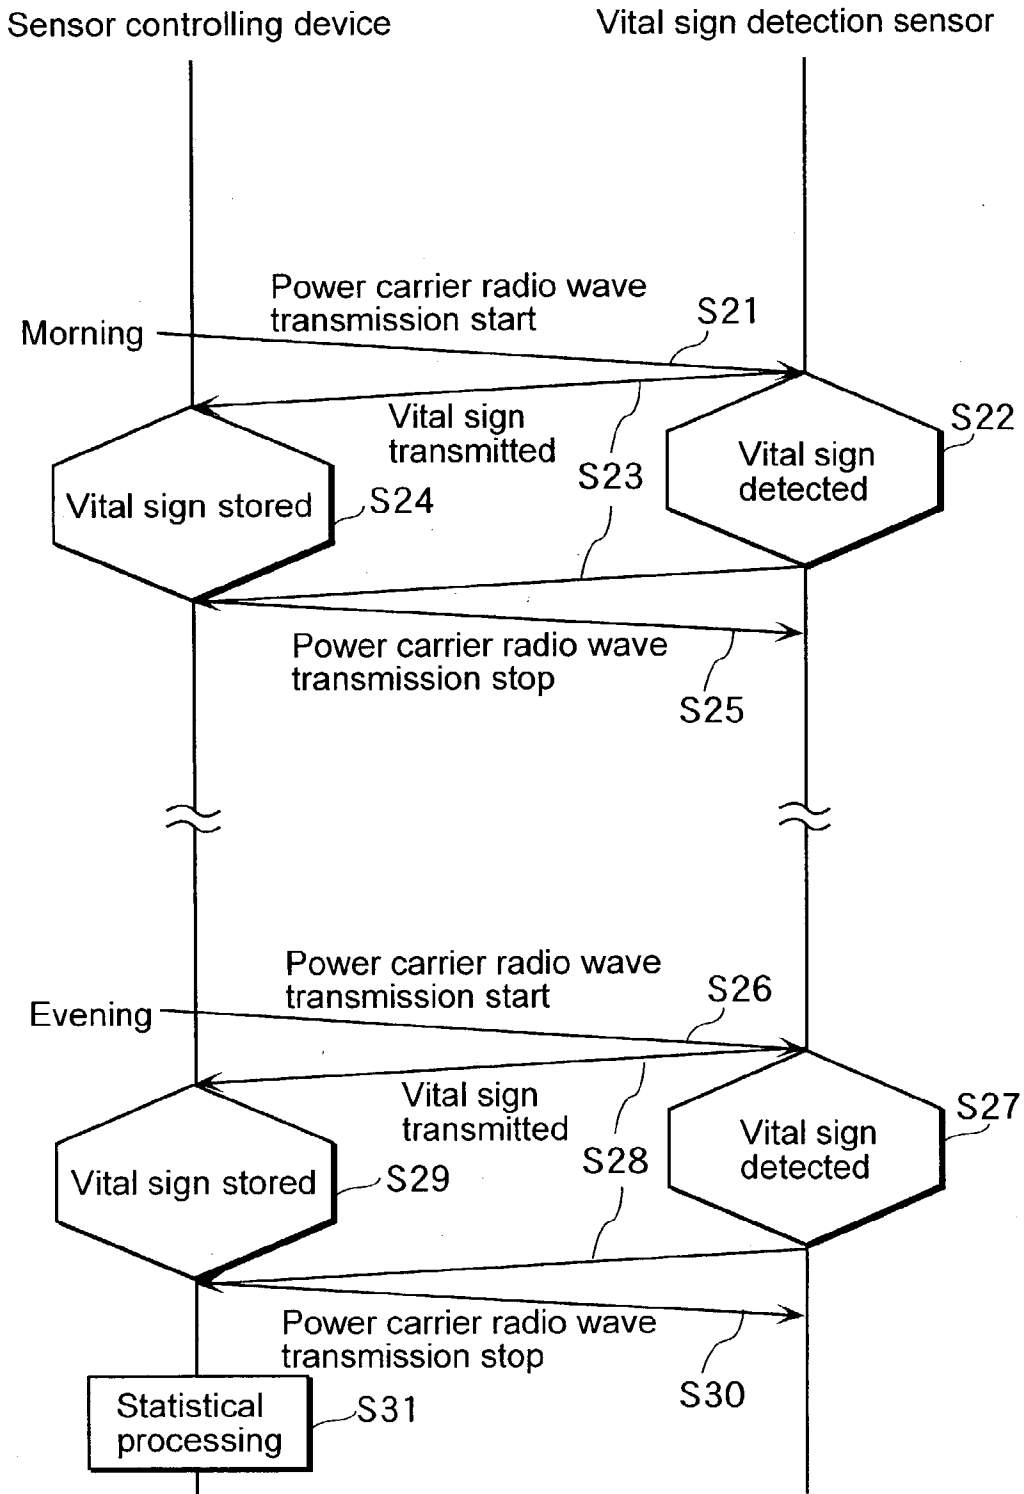 Sensor controlling device
Vital sign detection sensor
Power carrier radio wave
transmission start
S21
Morning
Vital sign
transmitted
S22
Vital sign
detected
S23
Vital sign stored
S24
Power carrier radio wave
transmission stop
S25
Power carrier radio wave
transmission start
S26
Evening
Vital sign
transmitted
S27
Vital sign
detected
S28
Vital sign stored
S29
Power carrier radio wave
transmission stop
S30
Statistical
processing
S31